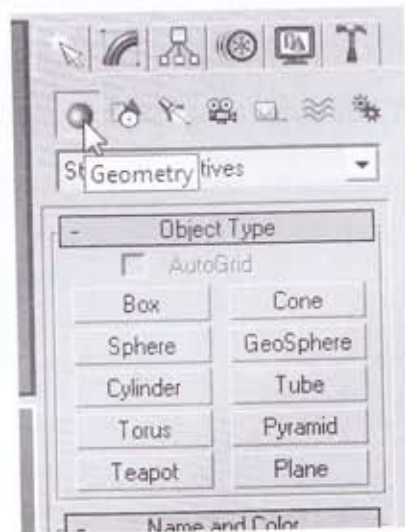 St Geometry tives
- Object Type
AutoGrid
Box Cone
Sphere GeoSphere
Cylinder Tube
Torus Pyramid
Teapot Plane
- Name and Color